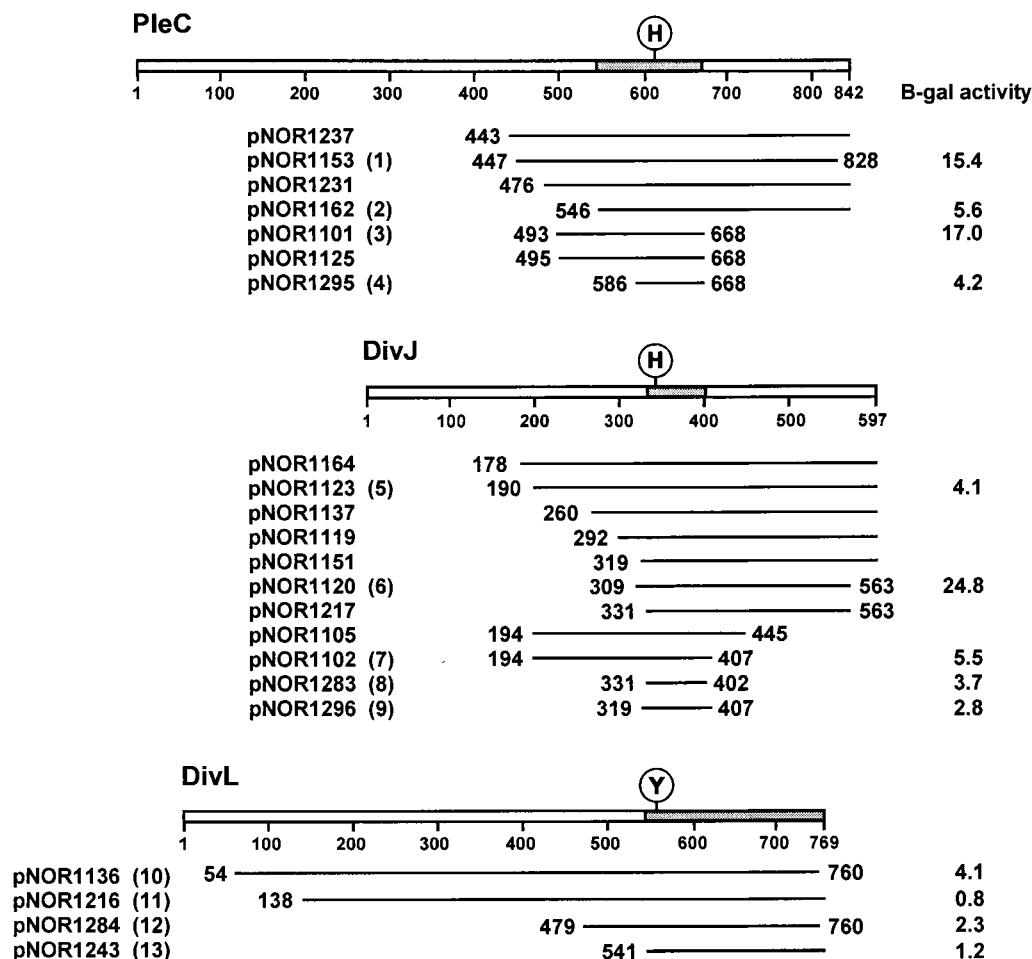 PleC
H
1 100 200 300 400 500 600 700 800 842 B-gal activity
pNOR1237 443
pNOR1153 (1) 447 828 15.4
pNOR1231 476
pNOR1162 (2) 546 5.6
pNOR1101 (3) 493 668 17.0
pNOR1125 495 668
pNOR1295 (4) 586 668 4.2
DivJ
H
1 100 200 300 400 500 597
pNOR1164 178
pNOR1123 (5) 190 4.1
pNOR1137 260
pNOR1119 292
pNOR1151 319
pNOR1120 (6) 309 563 24.8
pNOR1217 331 563
pNOR1105 194 445
pNOR1102 (7) 194 407 5.5
pNOR1283 (8) 331 402 3.7
pNOR1296 (9) 319 407 2.8
DivL
Y
1 100 200 300 400 500 600 700 769
pNOR1136 (10) 54 760 4.1
pNOR1216 (11) 138 0.8
pNOR1284 (12) 479 760 2.3
pNOR1243 (13) 541 1.2